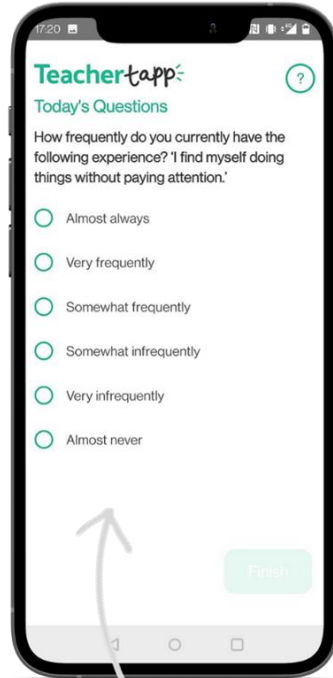 17:20
Teachertapp
?
Today's Questions
How frequently do you currently have the
following experience? 'I find myself doing
things without paying attention.'
Almost always
Very frequently
Somewhat frequently
Somewhat infrequently
Very infrequently
Almost never
Finish